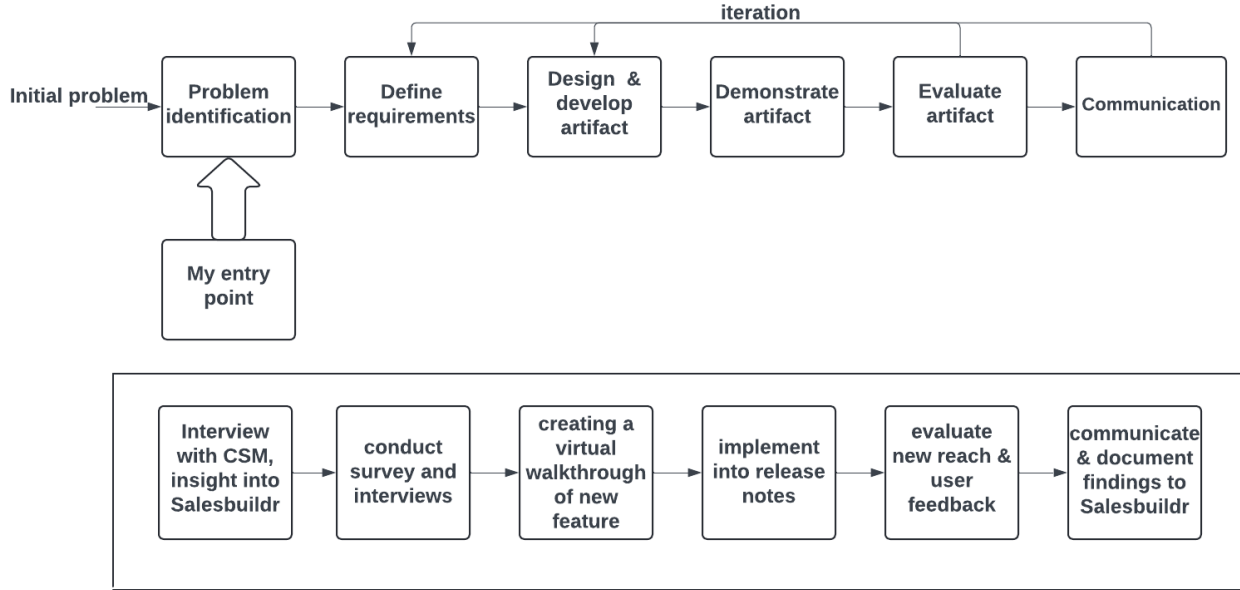 iteration
Initial problem
Problem
identification
Define
requirements
Design &
develop
artifact
Demonstrate
artifact
Evaluate
artifact
Communication
My entry
point
Interview
with CSM,
insight into
Salesbuildr
conduct
survey and
interviews
creating a
virtual
walkthrough
of new
feature
implement
into release
notes
evaluate
new reach &
user
feedback
communicate
& document
findings to
Salesbuildr